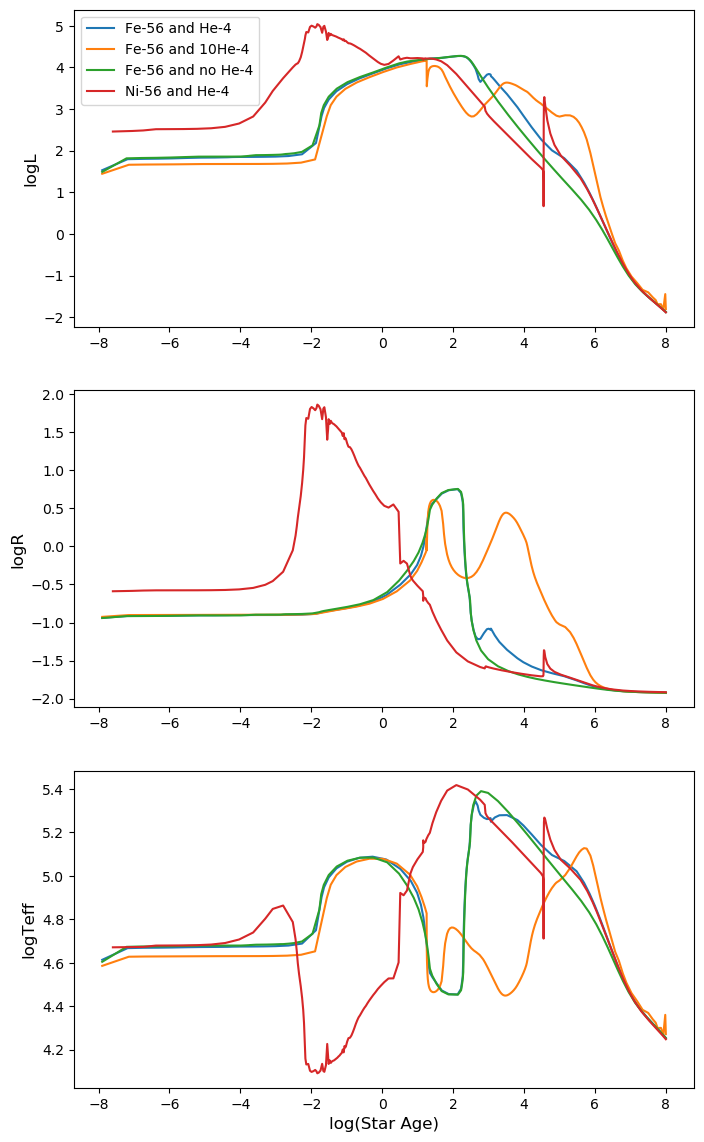 5
4
3
2
1
0
−1
−2
logL
Fe-56 and He-4
Fe-56 and 10He-4
Fe-56 and no He-4
Ni-56 and He-4
−8 −6 −4 −2 0 2 4 6 8
2.0
1.5
1.0
0.5
0.0
−0.5
−1.0
−1.5
−2.0
logR
−8 −6 −4 −2 0 2 4 6 8
5.4
5.2
5.0
4.8
4.6
4.4
4.2
logTeff
−8 −6 −4 −2 0 2 4 6 8
log(Star Age)